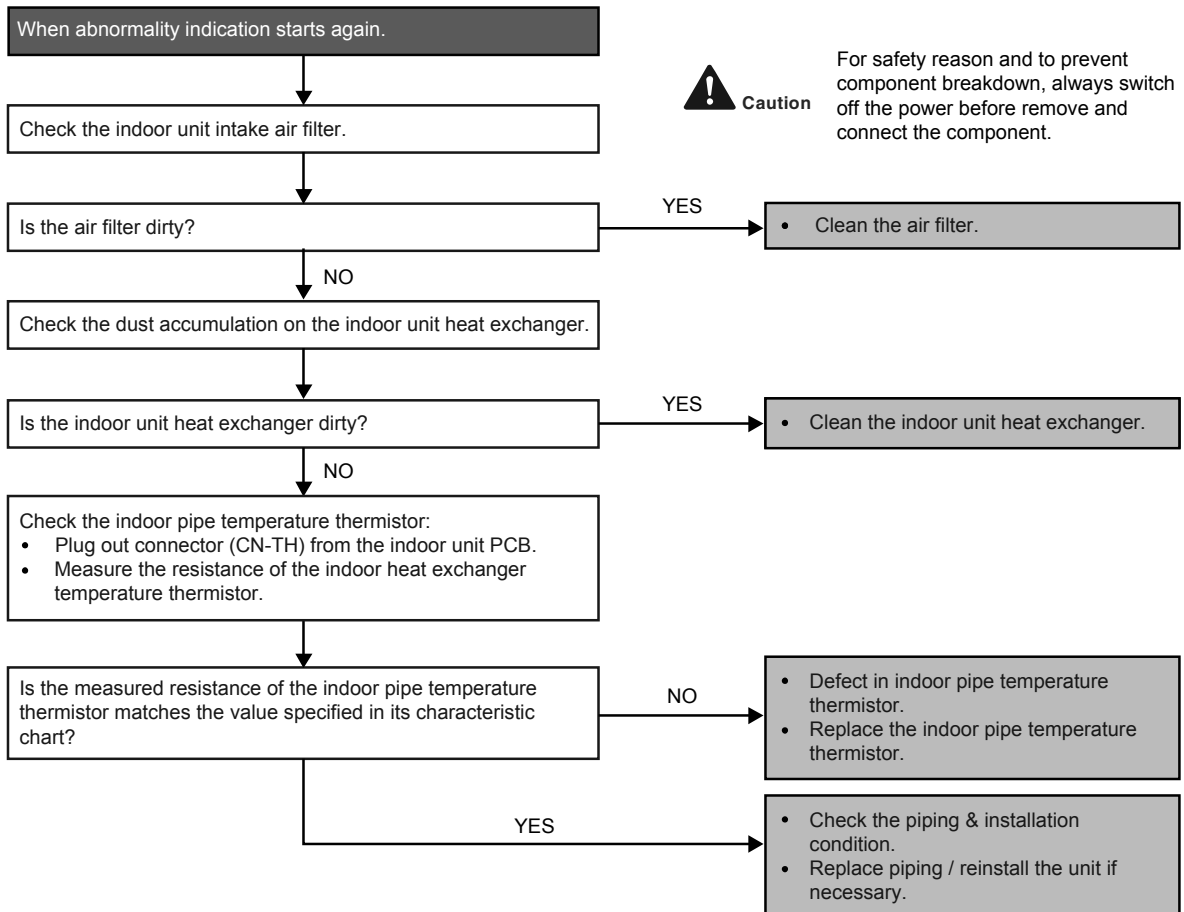 When abnormality indication starts again.
Caution
For safety reason and to prevent
component breakdown, always switch
off the power before remove and
connect the component.
Check the indoor unit intake air filter.
Is the air filter dirty?
YES
• Clean the air filter.
NO
Check the dust accumulation on the indoor unit heat exchanger.
Is the indoor unit heat exchanger dirty?
YES
• Clean the indoor unit heat exchanger.
NO
Check the indoor pipe temperature thermistor:
• Plug out connector (CN-TH) from the indoor unit PCB.
• Measure the resistance of the indoor heat exchanger
temperature thermistor.
Is the measured resistance of the indoor pipe temperature
thermistor matches the value specified in its characteristic
chart?
NO
• Defect in indoor pipe temperature
thermistor.
• Replace the indoor pipe temperature
thermistor.
YES
• Check the piping & installation
condition.
• Replace piping / reinstall the unit if
necessary.